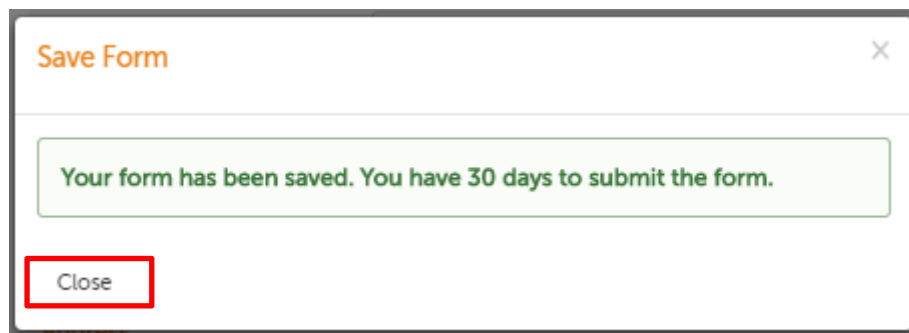 Save Form
Your form has been saved. You have 30 days to submit the form.
Close